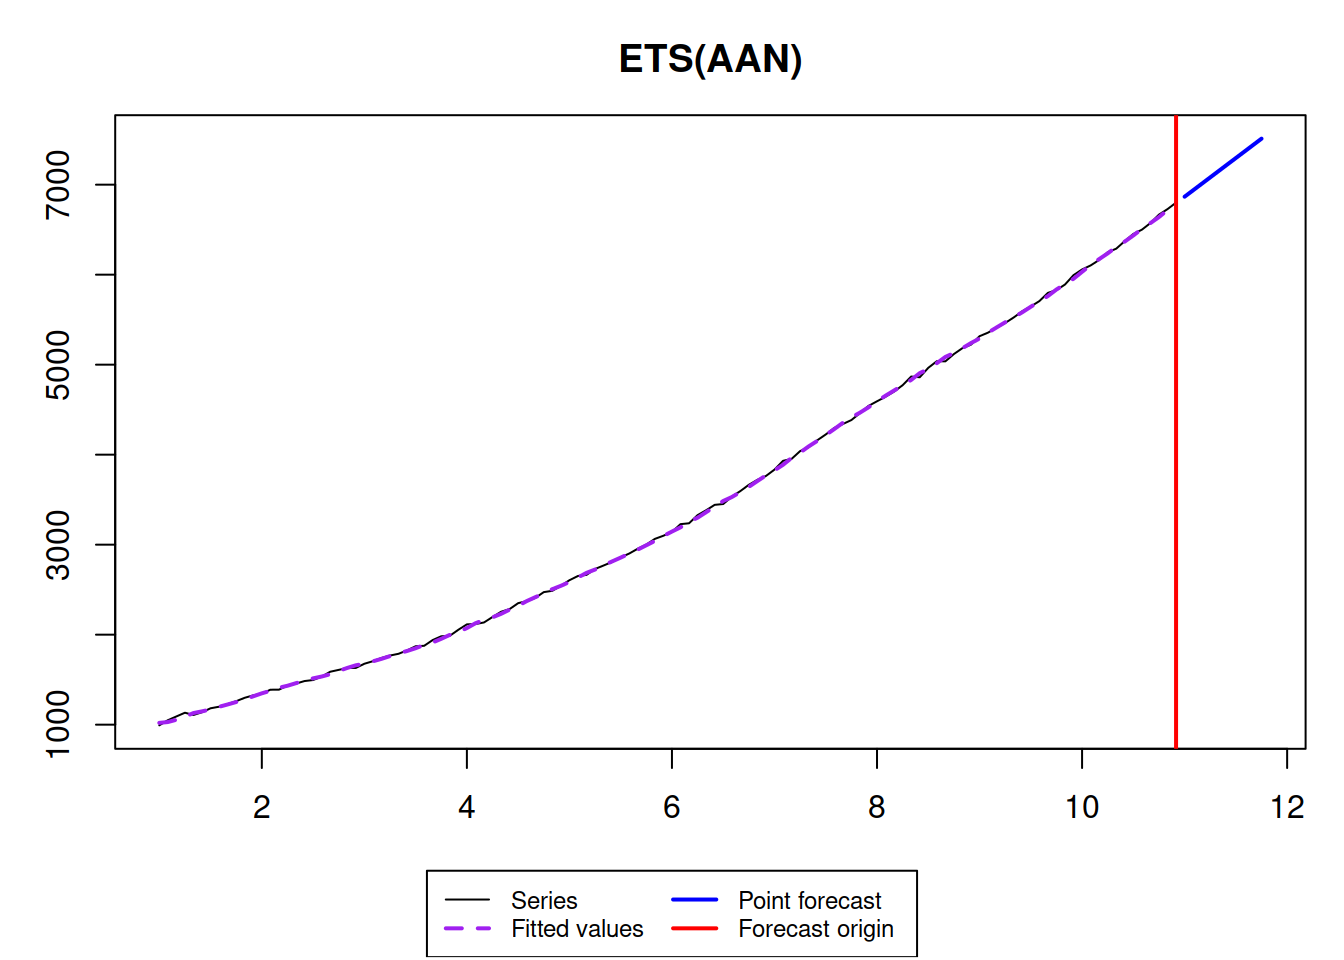 ETS(AAN)
7000
5000
3000
1000
2 4 6 8 10 12
Series Point forecast
Fitted values Forecast origin